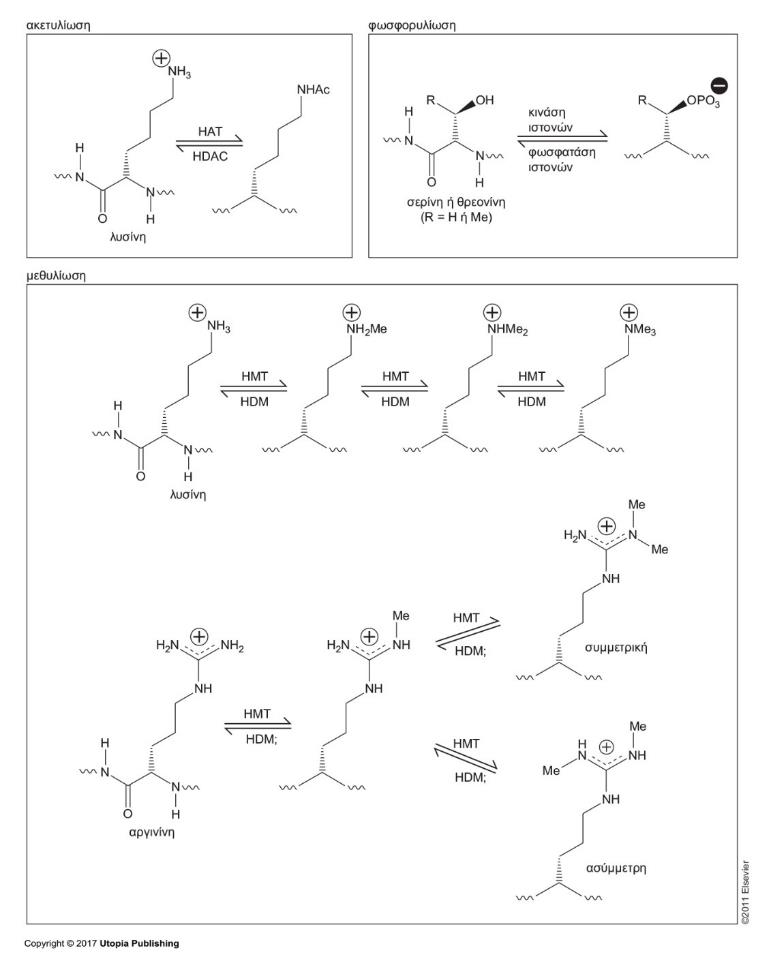 ακετυλίωση
⊕
NH3
NHAc
HAT
HDAC
H
N
O
N
H
λυσίνη
φωσφορυλίωση
R
OH
H
N
O
N
H
κινάση
ιστονών
φωσφατάση
ιστονών
R
OPO3
⊖
σερίνη ή θρεονίνη
(R = H ή Me)
μεθυλίωση
⊕
NH3
⊕
NH2Me
⊕
NHMe2
⊕
NMe3
HMT
HDM
HMT
HDM
HMT
HDM
H
N
O
N
H
λυσίνη
Me
H2N
⊕
N
Me
NH
συμμετρική
HMT
HDM;
Me
H2N
⊕
NH
NH
H2N
⊕
NH2
NH
HMT
HDM;
H
N
O
N
H
αργινίνη
HMT
HDM;
Me
H
N
⊕
NH
Me
NH
ασύμμετρη
©2011 Elsevier
Copyright © 2017 Utopia Publishing